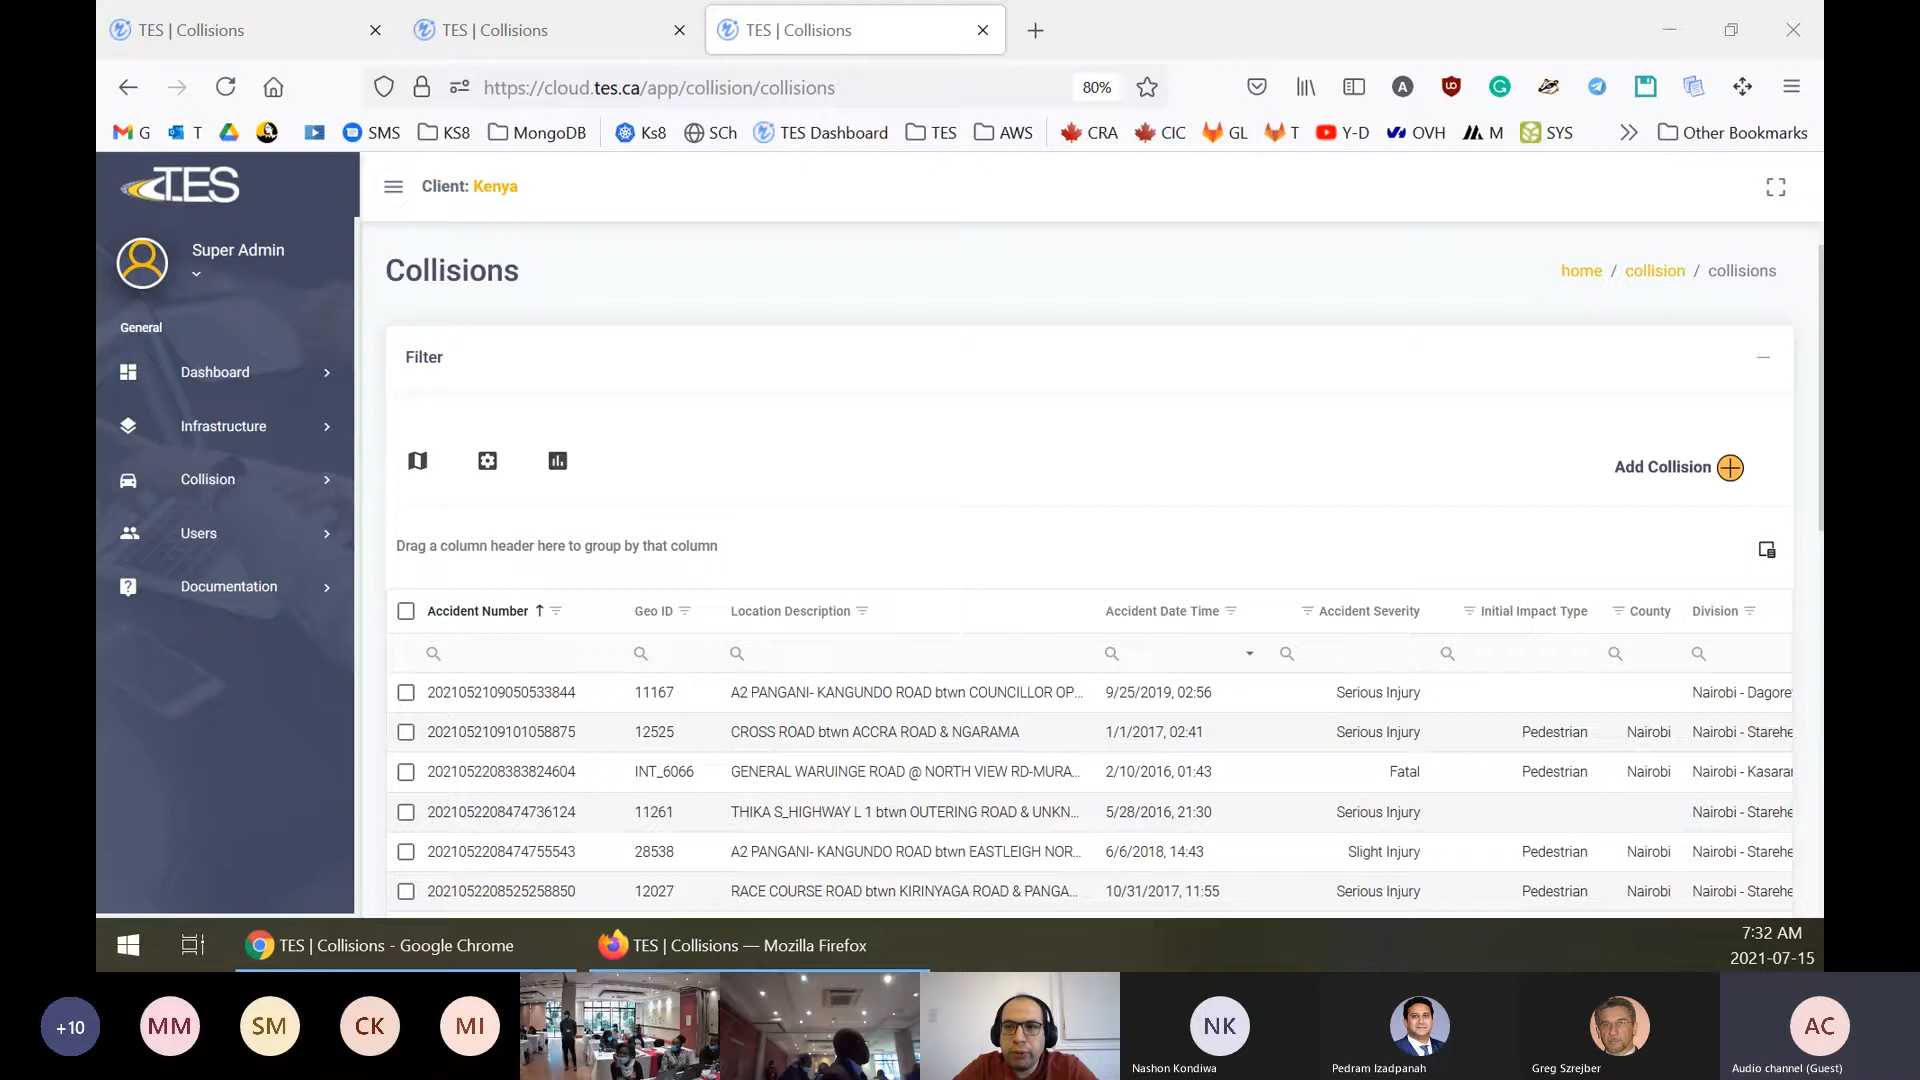 TES | Collisions
TES | Collisions
TES | Collisions
https://cloud.tes.ca/app/collision/collisions
80%
G
T
SMS
KS8
MongoDB
Ks8
SCh
TES Dashboard
TES
AWS
CRA
CIC
GL
T
Y-D
OVH
M
SYS
Other Bookmarks
TES
Client: Kenya
Super Admin
General
Dashboard
Infrastructure
Collision
Users
Documentation
Collisions
home / collision / collisions
Filter
Add Collision
Drag a column header here to group by that column
Accident Number Geo ID Location Description Accident Date Time Accident Severity Initial Impact Type County Division
2021052109050533844 11167 A2 PANGANI- KANGUNDO ROAD btwn COUNCILLOR OP... 9/25/2019, 02:56 Serious Injury Nairobi - Dagore
2021052109101058875 12525 CROSS ROAD btwn ACCRA ROAD & NGARAMA 1/1/2017, 02:41 Serious Injury Pedestrian Nairobi Nairobi - Starehe
2021052208383824604 INT_6066 GENERAL WARUINGE ROAD @ NORTH VIEW RD-MURA... 2/10/2016, 01:43 Fatal Pedestrian Nairobi Nairobi - Kasarar
2021052208474736124 11261 THIKA S_HIGHWAY L 1 btwn OUTERING ROAD & UNKN... 5/28/2016, 21:30 Serious Injury Nairobi - Starehe
2021052208474755543 28538 A2 PANGANI- KANGUNDO ROAD btwn EASTLEIGH NOR... 6/6/2018, 14:43 Slight Injury Pedestrian Nairobi Nairobi - Starehe
2021052208525258850 12027 RACE COURSE ROAD btwn KIRINYAGA ROAD & PANGA... 10/31/2017, 11:55 Serious Injury Pedestrian Nairobi Nairobi - Starehe
TES | Collisions - Google Chrome
TES | Collisions — Mozilla Firefox
7:32 AM
2021-07-15
+10
MM
SM
CK
MI
NK
AC
Nashon Kondiwa
Pedram Izadpanah
Greg Szrejber
Audio channel (Guest)